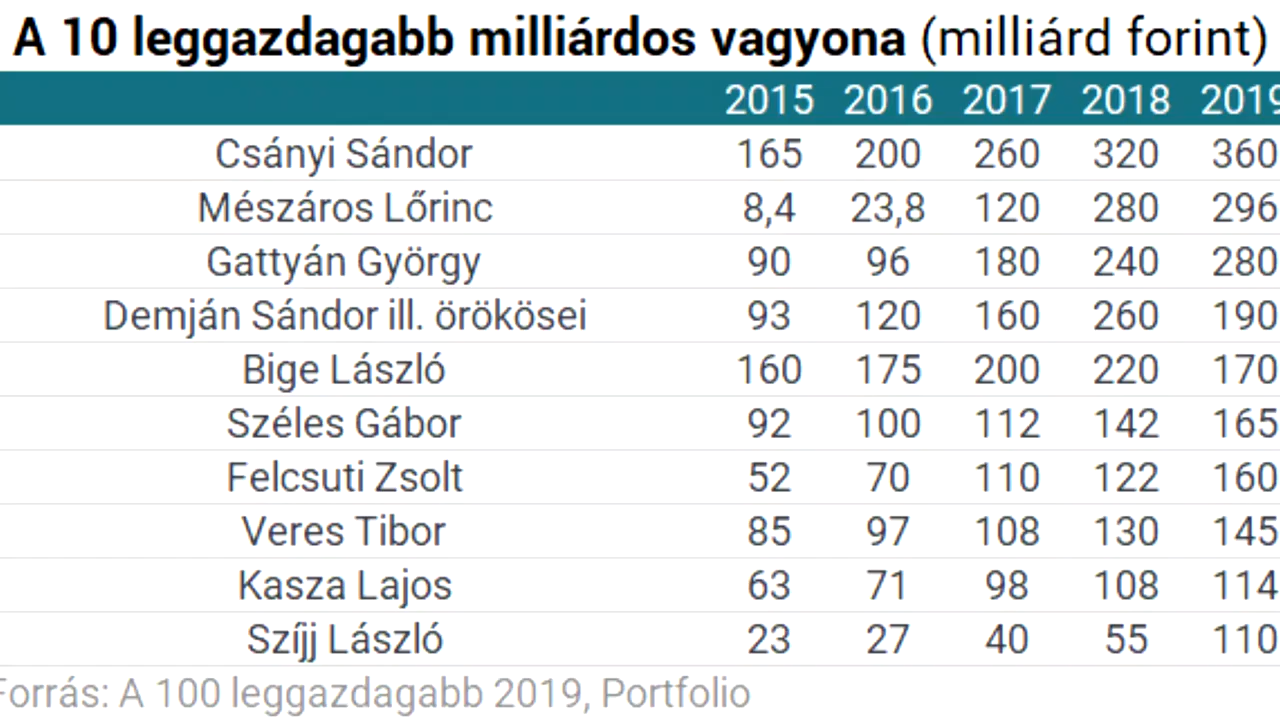 A 10 leggazdagabb milliárdos vagyona (milliárd forint)
2015 2016 2017 2018 2019
Csányi Sándor 165 200 260 320 360
Mészáros Lőrinc 8,4 23,8 120 280 296
Gattyán György 90 96 180 240 280
Demján Sándor ill. örökösei 93 120 160 260 190
Bige László 160 175 200 220 170
Széles Gábor 92 100 112 142 165
Felcsuti Zsolt 52 70 110 122 160
Veres Tibor 85 97 108 130 145
Kasza Lajos 63 71 98 108 114
Szíjj László 23 27 40 55 110
Forrás: A 100 leggazdagabb 2019, Portfolio